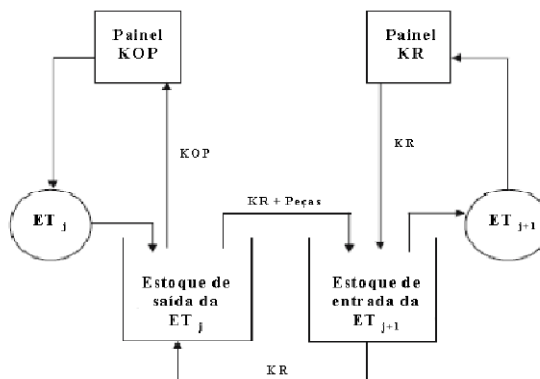 Painel
KOP
Painel
KR
KOP
KR
KR + Peças
ET j
ET j+1
Estoque de
saída da
ET j
Estoque de
entrada da
ET j+1
KR